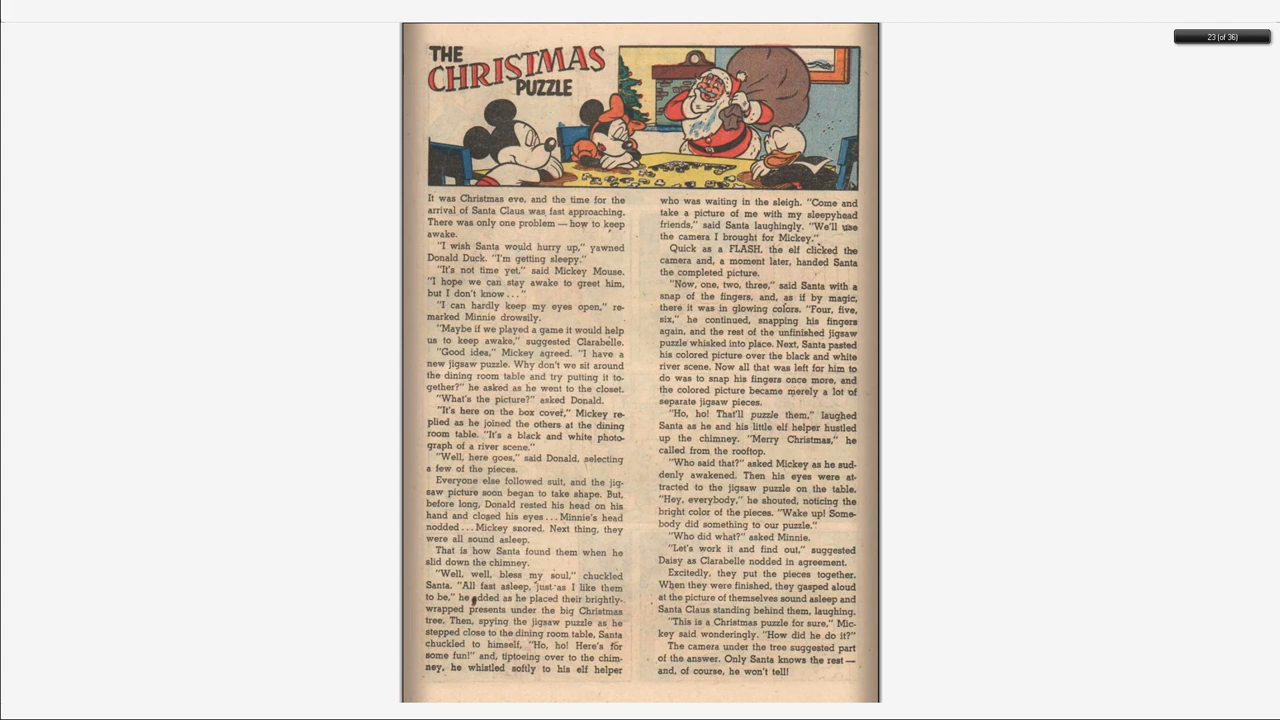 23 (of 36)
THE
CHRISTMAS
PUZZLE
It was Christmas eve, and the time for the
arrival of Santa Claus was fast approaching.
There was only one problem — how to keep
awake.
"I wish Santa would hurry up," yawned
Donald Duck. "I'm getting sleepy."
"It's not time yet," said Mickey Mouse.
"I hope we can stay awake to greet him,
but I don't know . . ."
"I can hardly keep my eyes open," re-
marked Minnie drowsily.
"Maybe if we played a game it would help
us to keep awake," suggested Clarabelle.
"Good idea," Mickey agreed. "I have a
new jigsaw puzzle. Why don't we sit around
the dining room table and try putting it to-
gether?" he asked as he went to the closet.
"What's the picture?" asked Donald.
"It's here on the box cover," Mickey re-
plied as he joined the others at the dining
room table. "It's a black and white photo-
graph of a river scene."
"Well, here goes," said Donald, selecting
a few of the pieces.
Everyone else followed suit, and the jig-
saw picture soon began to take shape. But,
before long, Donald rested his head on his
hand and closed his eyes . . . Minnie's head
nodded . . . Mickey snored. Next thing, they
were all sound asleep.
That is how Santa found them when he
slid down the chimney.
"Well, well, bless my soul," chuckled
Santa. "All fast asleep, just as I like them
to be," he added as he placed their brightly-
wrapped presents under the big Christmas
tree. Then, spying the jigsaw puzzle as he
stepped close to the dining room table, Santa
chuckled to himself, "Ho, ho! Here's for
some fun!" and, tiptoeing over to the chim-
ney, he whistled softly to his elf helper
who was waiting in the sleigh. "Come and
take a picture of me with my sleepyhead
friends," said Santa laughingly. "We'll use
the camera I brought for Mickey."
Quick as a FLASH, the elf clicked the
camera and, a moment later, handed Santa
the completed picture.
"Now, one, two, three," said Santa with a
snap of the fingers, and, as if by magic,
there it was in glowing colors. "Four, five,
six," he continued, snapping his fingers
again, and the rest of the unfinished jigsaw
puzzle whisked into place. Next, Santa pasted
his colored picture over the black and white
river scene. Now all that was left for him to
do was to snap his fingers once more, and
the colored picture became merely a lot of
separate jigsaw pieces.
"Ho, ho! That'll puzzle them," laughed
Santa as he and his little elf helper hustled
up the chimney. "Merry Christmas," he
called from the rooftop.
"Who said that?" asked Mickey as he sud-
denly awakened. Then his eyes were at-
tracted to the jigsaw puzzle on the table.
"Hey, everybody," he shouted, noticing the
bright color of the pieces. "Wake up! Some-
body did something to our puzzle."
"Who did what?" asked Minnie.
"Let's work it and find out," suggested
Daisy as Clarabelle nodded in agreement.
Excitedly, they put the pieces together.
When they were finished, they gasped aloud
at the picture of themselves sound asleep and
Santa Claus standing behind them, laughing.
"This is a Christmas puzzle for sure," Mic-
key said wonderingly. "How did he do it?"
The camera under the tree suggested part
of the answer. Only Santa knows the rest —
and, of course, he won't tell!